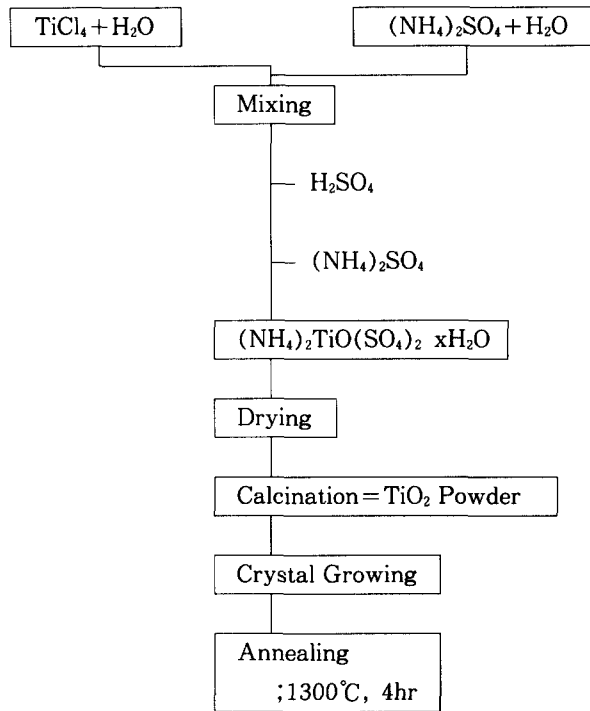 TiCl₄+H₂O
(NH₄)₂SO₄+H₂O
Mixing
H₂SO₄
(NH₄)₂SO₄
(NH₄)₂TiO(SO₄)₂ xH₂O
Drying
Calcination=TiO₂ Powder
Crystal Growing
Annealing
;1300℃, 4hr